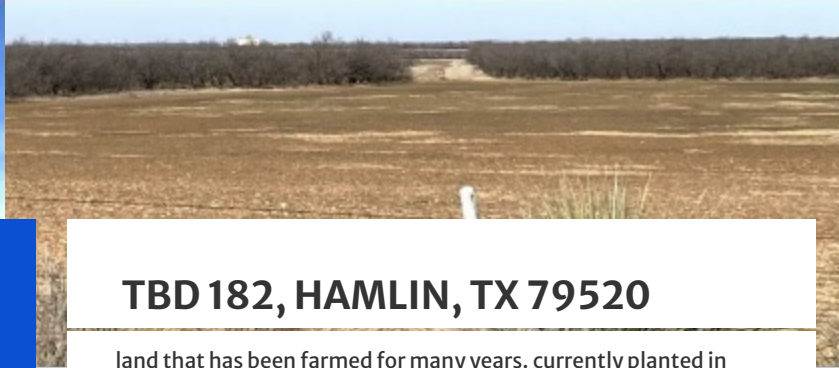 TBD 182, HAMLIN, TX 79520
land that has been farmed for many years, currently planted in